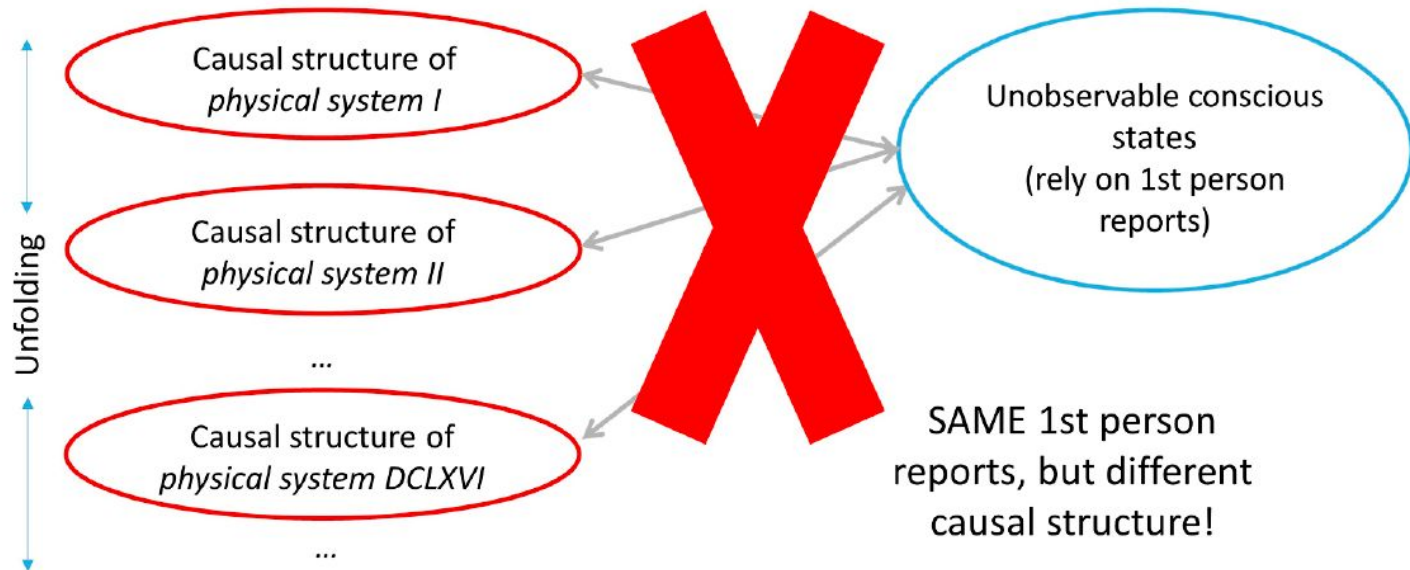 Causal structure of
physical system I
Unobservable conscious
states
(rely on 1st person
reports)
Unfolding
Causal structure of
physical system II
...
Causal structure of
physical system DCLXVI
...
SAME 1st person
reports, but different
causal structure!